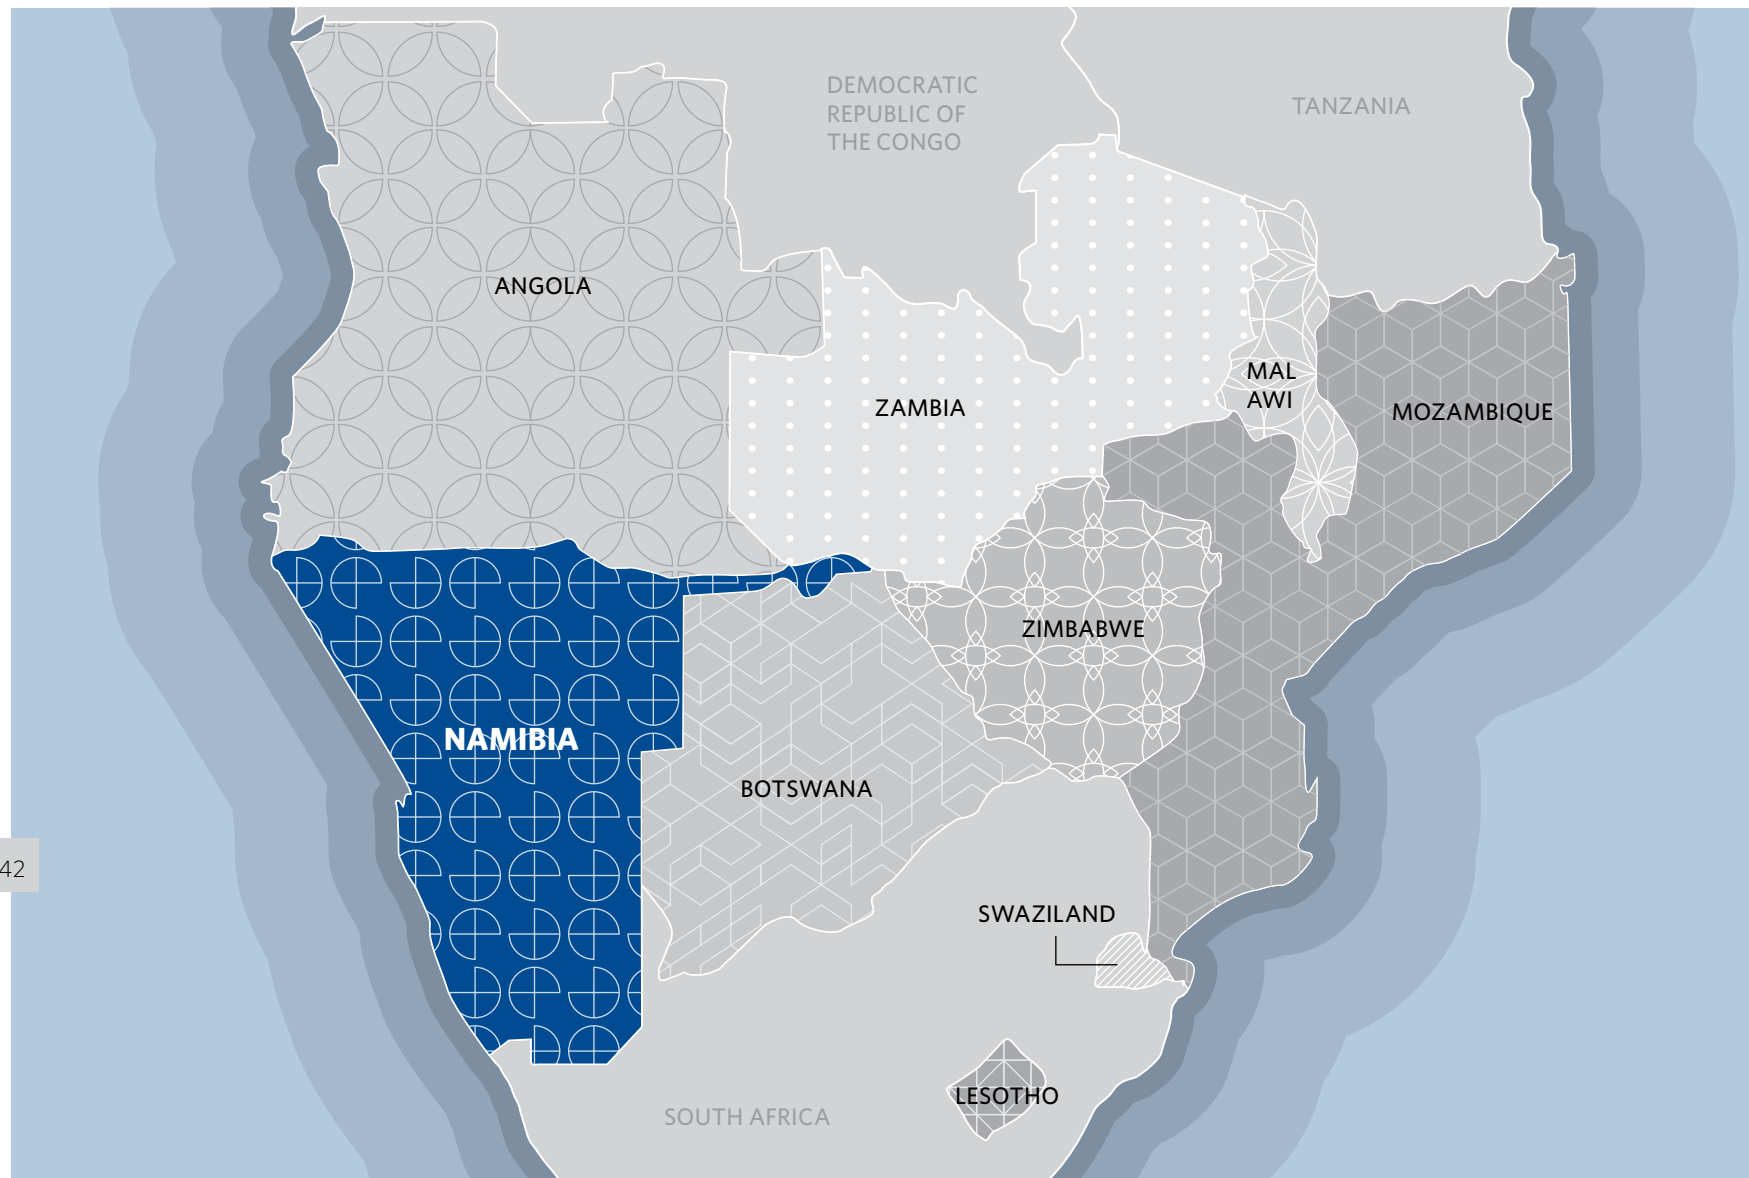 DEMOCRATIC
REPUBLIC OF
THE CONGO
TANZANIA
ANGOLA
MAL
AWI
ZAMBIA
MOZAMBIQUE
ZIMBABWE
NAMIBIA
BOTSWANA
42
SWAZILAND
LESOTHO
SOUTH AFRICA